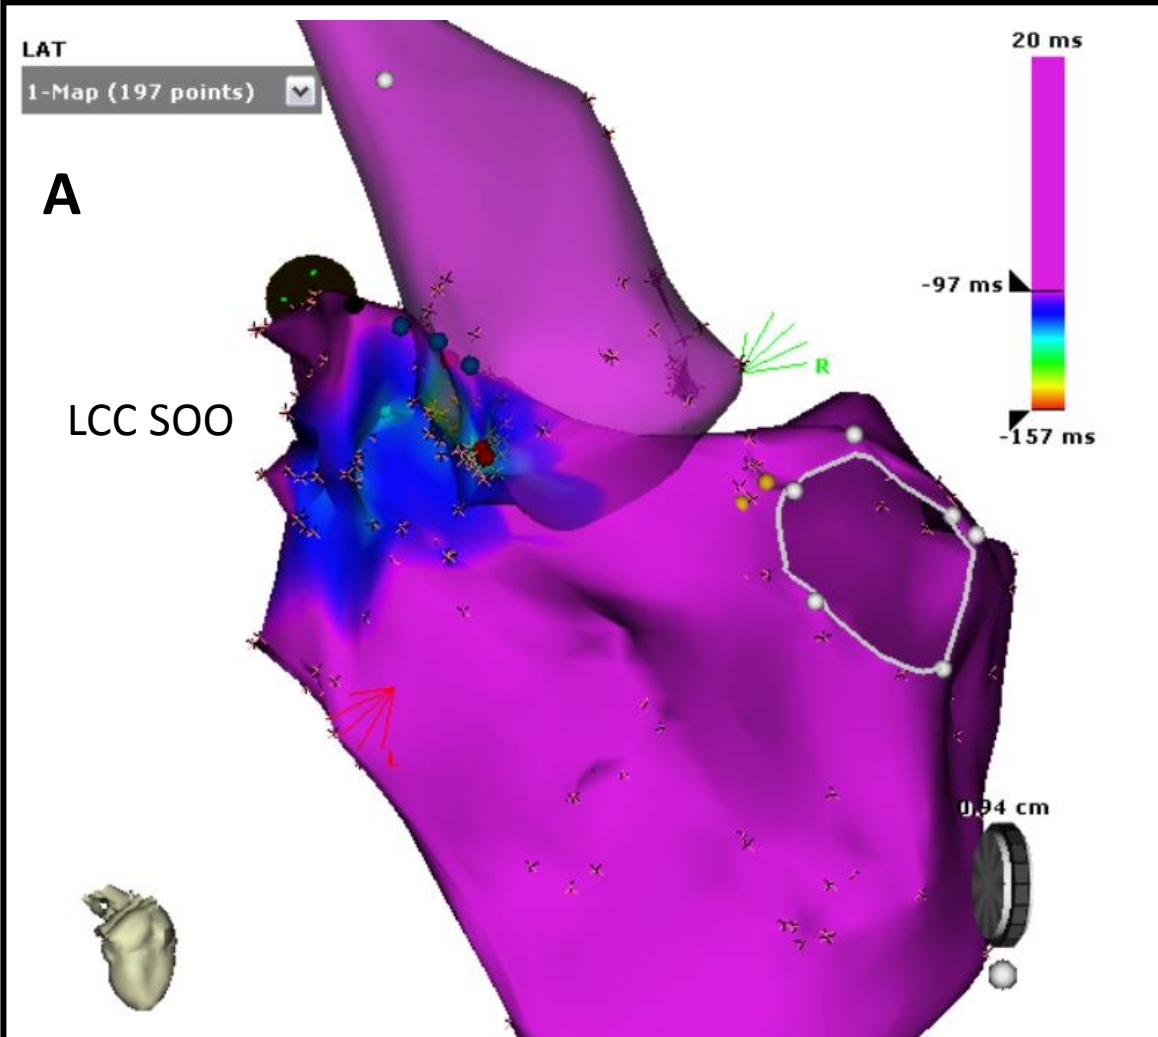 LAT
20 ms
1-Map (197 points)
A
-97 ms
R
LCC SOO
-157 ms
L
0.94 cm